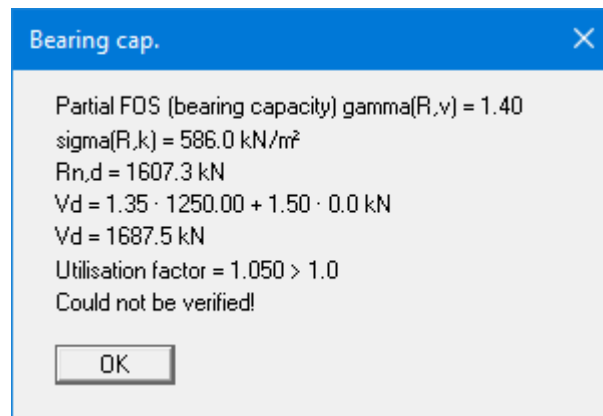 Bearing cap.
Partial FOS (bearing capacity) gamma(R,v) = 1.40
sigma(R,k) = 586.0 kN/m²
Rn,d = 1607.3 kN
Vd = 1.35 · 1250.00 + 1.50 · 0.0 kN
Vd = 1687.5 kN
Utilisation factor = 1.050 > 1.0
Could not be verified!
OK